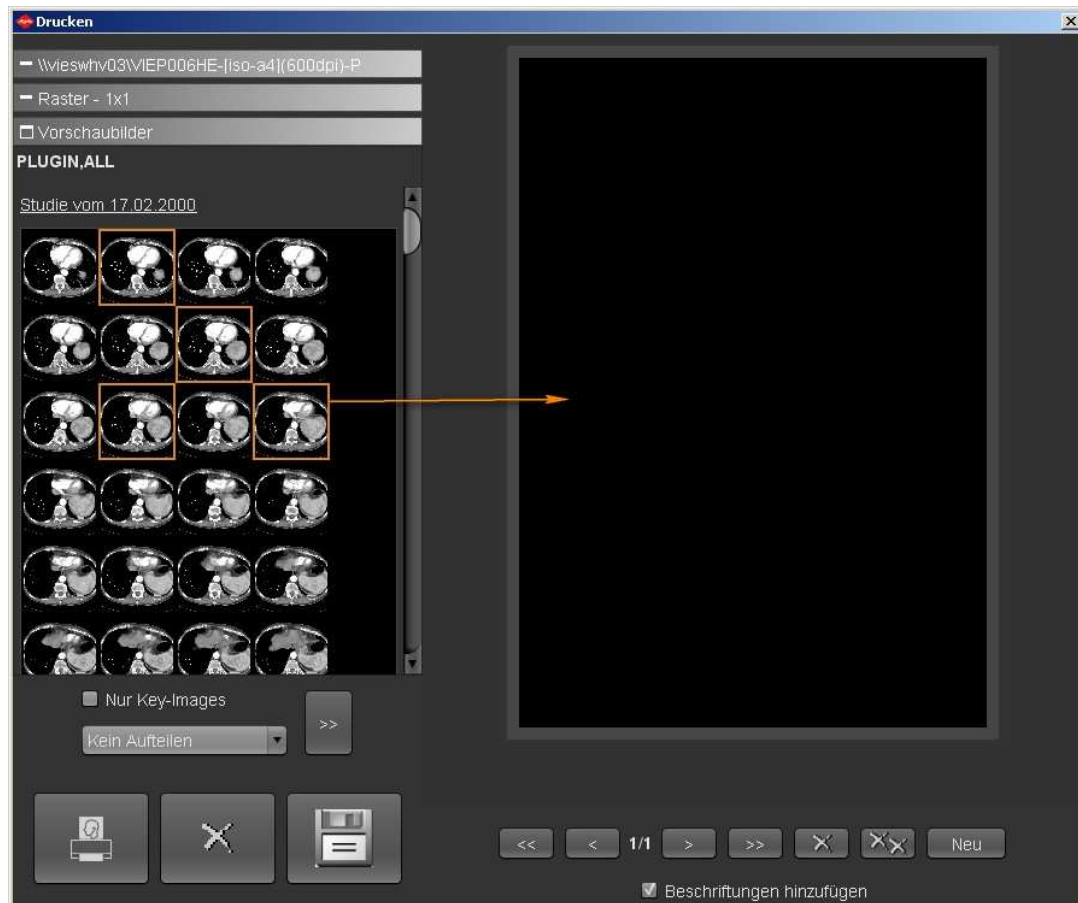 Drucken
\\vieswhv03\VIEP006HE-[iso-a4](600dpi)-P
Raster - 1x1
Vorschaubilder
PLUGIN,ALL
Studie vom 17.02.2000
Nur Key-Images
>>
Kein Aufteilen
<< < 1/1 > >> Neu
Beschriftungen hinzufügen